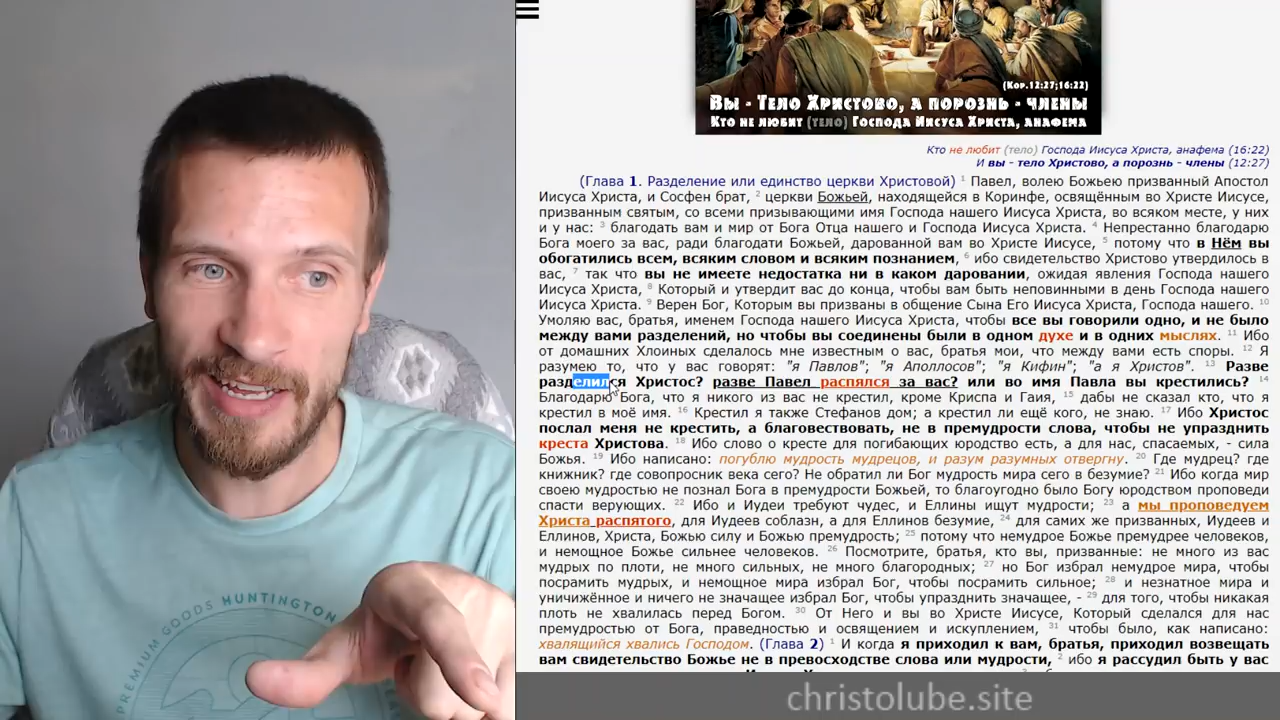 (Кор.12:27;16:22)
Вы - Тело Христово, а порознь - члены
Кто не любит (тело) Господа Иисуса Христа, анафема
Кто не любит (тело) Господа Иисуса Христа, анафема (16:22)
И вы - тело Христово, а порознь - члены (12:27)
(Глава 1. Разделение или единство церкви Христовой) 1 Павел, волею Божьею призванный Апостол
Иисуса Христа, и Сосфен брат, 2 церкви Божьей, находящейся в Коринфе, освящённым во Христе Иисусе,
призванным святым, со всеми призывающими имя Господа нашего Иисуса Христа, во всяком месте, у них
и у нас: 3 благодать вам и мир от Бога Отца нашего и Господа Иисуса Христа. 4 Непрестанно благодарю
Бога моего за вас, ради благодати Божьей, дарованной вам во Христе Иисусе, 5 потому что в Нём вы
обогатились всем, всяким словом и всяким познанием, 6 ибо свидетельство Христово утвердилось в
вас, 7 так что вы не имеете недостатка ни в каком даровании, ожидая явления Господа нашего
Иисуса Христа, 8 Который и утвердит вас до конца, чтобы вам быть неповинными в день Господа нашего
Иисуса Христа. 9 Верен Бог, Которым вы призваны в общение Сына Его Иисуса Христа, Господа нашего. 10
Умоляю вас, братья, именем Господа нашего Иисуса Христа, чтобы все вы говорили одно, и не было
между вами разделений, но чтобы вы соединены были в одном духе и в одних мыслях. 11 Ибо
от домашних Хлоиных сделалось мне известным о вас, братья мои, что между вами есть споры. 12 Я
разумею то, что у вас говорят: "я Павлов"; "я Аполлосов"; "я Кифин"; "а я Христов". 13 Разве
разделился Христос? разве Павел распялся за вас? или во имя Павла вы крестились? 14
Благодарю Бога, что я никого из вас не крестил, кроме Криспа и Гаия, 15 дабы не сказал кто, что я
крестил в моё имя. 16 Крестил я также Стефанов дом; а крестил ли ещё кого, не знаю. 17 Ибо Христос
послал меня не крестить, а благовествовать, не в премудрости слова, чтобы не упразднить
креста Христова. 18 Ибо слово о кресте для погибающих юродство есть, а для нас, спасаемых, - сила
Божья. 19 Ибо написано: погублю мудрость мудрецов, и разум разумных отвергну. 20 Где мудрец? где
книжник? где совопросник века сего? Не обратил ли Бог мудрость мира сего в безумие? 21 Ибо когда мир
своею мудростью не познал Бога в премудрости Божьей, то благоугодно было Богу юродством проповеди
спасти верующих. 22 Ибо и Иудеи требуют чудес, и Еллины ищут мудрости; 23 а мы проповедуем
Христа распятого, для Иудеев соблазн, а для Еллинов безумие, 24 для самих же призванных, Иудеев и
Еллинов, Христа, Божью силу и Божью премудрость; 25 потому что немудрое Божье премудрее человеков,
и немощное Божье сильнее человеков. 26 Посмотрите, братья, кто вы, призванные: не много из вас
мудрых по плоти, не много сильных, не много благородных; 27 но Бог избрал немудрое мира, чтобы
посрамить мудрых, и немощное мира избрал Бог, чтобы посрамить сильное; 28 и незнатное мира и
уничижённое и ничего не значащее избрал Бог, чтобы упразднить значащее, - 29 для того, чтобы никакая
плоть не хвалилась перед Богом. 30 От Него и вы во Христе Иисусе, Который сделался для нас
премудростью от Бога, праведностью и освящением и искуплением, 31 чтобы было, как написано:
хвалящийся хвались Господом. (Глава 2) 1 И когда я приходил к вам, братья, приходил возвещать
вам свидетельство Божье не в превосходстве слова или мудрости, 2 ибо я рассудил быть у вас
PREMIUM GOODS HUNTINGTON
christolube.site